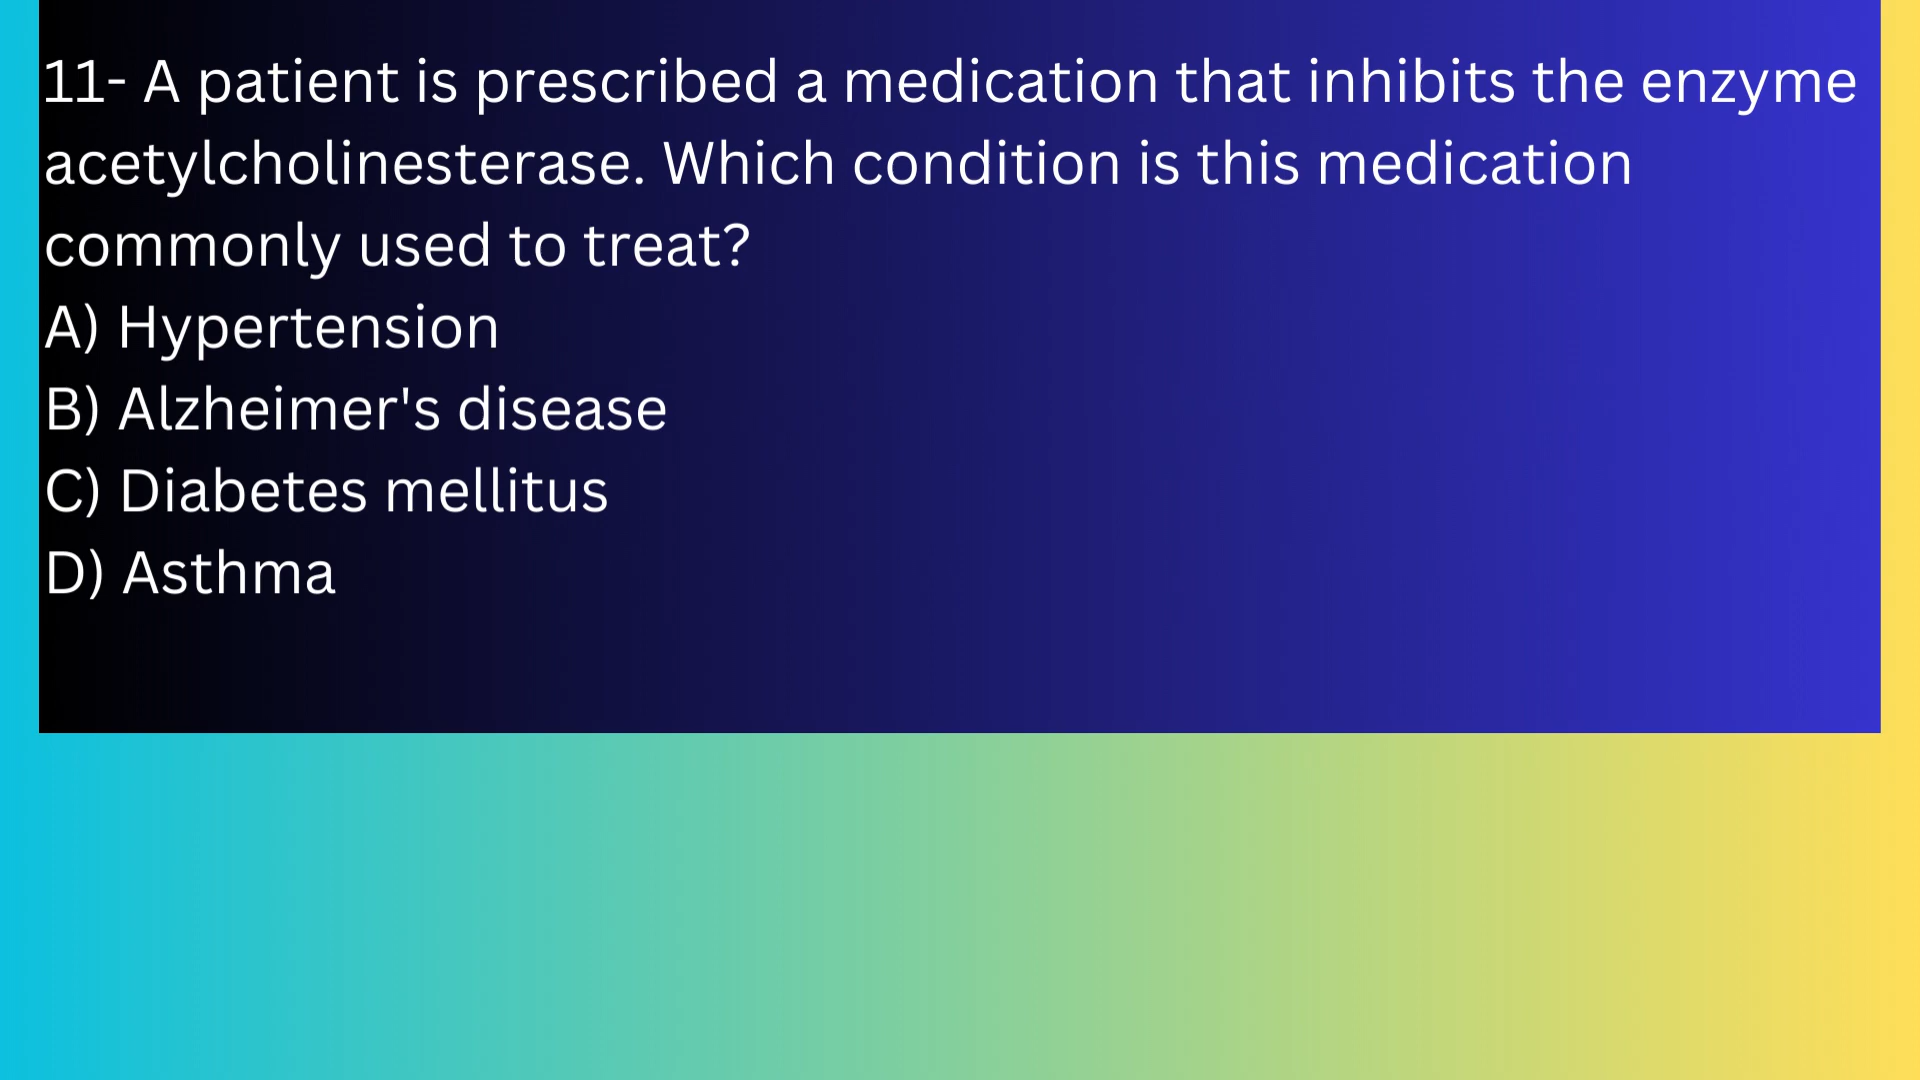 11- A patient is prescribed a medication that inhibits the enzyme
acetylcholinesterase. Which condition is this medication
commonly used to treat?
A) Hypertension
B) Alzheimer's disease
C) Diabetes mellitus
D) Asthma